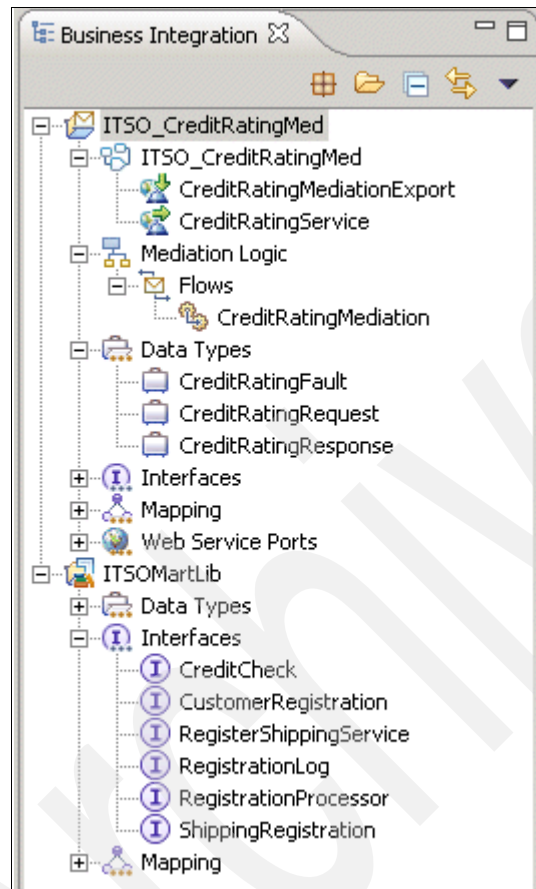 Business Integration
ITSO_CreditRatingMed
ITSO_CreditRatingMed
CreditRatingMediationExport
CreditRatingService
Mediation Logic
Flows
CreditRatingMediation
Data Types
CreditRatingFault
CreditRatingRequest
CreditRatingResponse
Interfaces
Mapping
Web Service Ports
ITSOMartLib
Data Types
Interfaces
CreditCheck
CustomerRegistration
RegisterShippingService
RegistrationLog
RegistrationProcessor
ShippingRegistration
Mapping